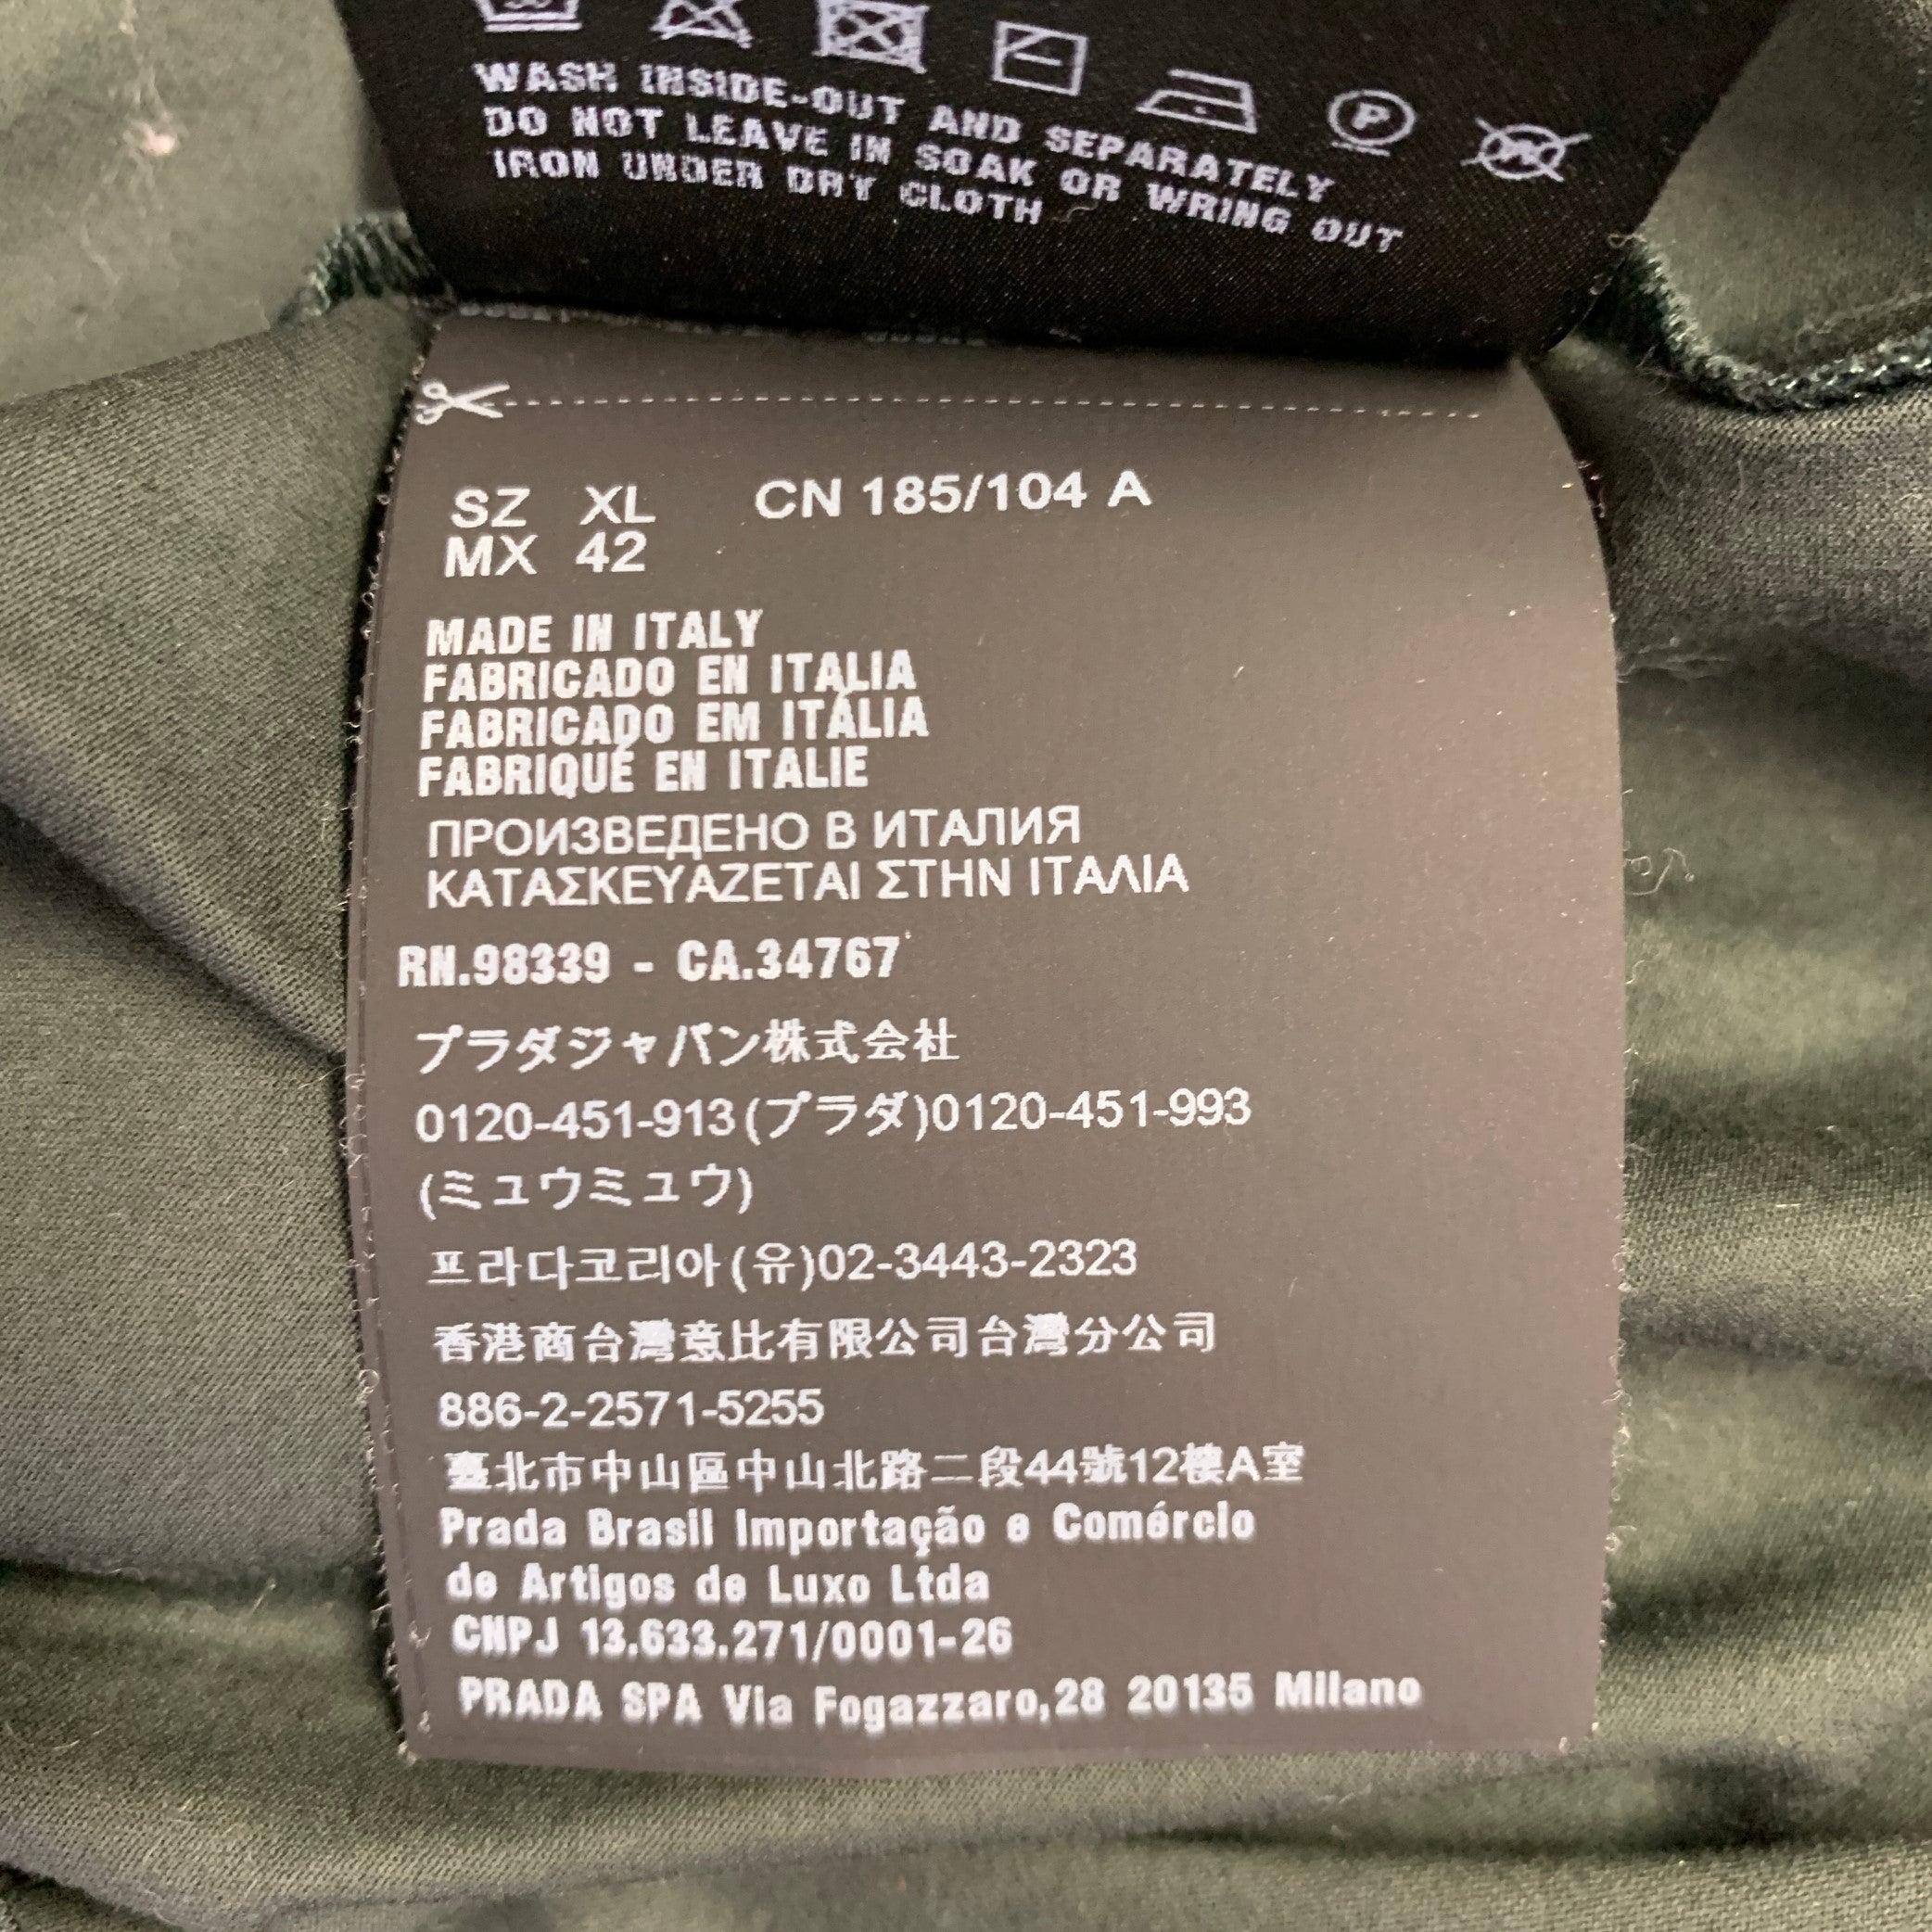 WASH INSIDE-OUT AND SEPARATELY
DO NOT LEAVE IN SOAK OR WRING OUT
IRON UNDER DRY CLOTH
SZ XL CN 185/104 A
MX 42
MADE IN ITALY
FABRICADO EN ITALIA
FABRICADO EM ITÁLIA
FABRIQUÉ EN ITALIE
ПРОИЗВЕДЕНО В ИТАЛИЯ
ΚΑΤΑΣΚΕΥΑΖΕΤΑΙ ΣΤΗΝ ΙΤΑΛΙΑ
RN.98339 - CA.34767
プラダジャパン株式会社
0120-451-913(プラダ)0120-451-993
(ミュウミュウ)
프라다코리아(유)02-3443-2323
香港商台灣意比有限公司台灣分公司
886-2-2571-5255
臺北市中山區中山北路二段44號12樓A室
Prada Brasil Importação e Comércio
de Artigos de Luxo Ltda
CNPJ 13.633.271/0001-26
PRADA SPA Via Fogazzaro,28 20135 Milano